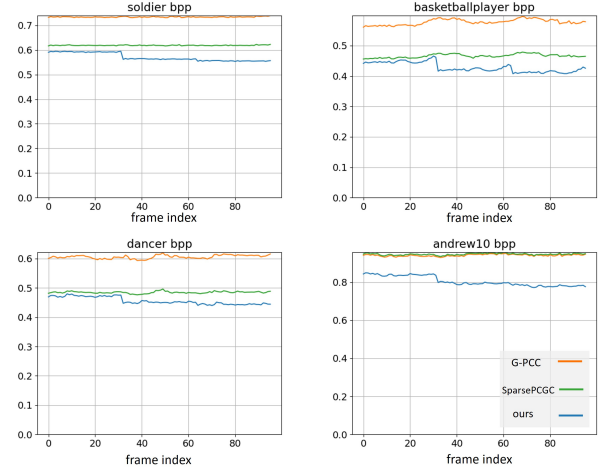 soldier bpp
0.7
0.6
0.5
0.4
0.3
0.2
0.1
0.0
0 20 40 60 80
frame index
basketballplayer bpp
0.5
0.4
0.3
0.2
0.1
0.0
0 20 40 60 80
frame index
dancer bpp
0.6
0.5
0.4
0.3
0.2
0.1
0.0
0 20 40 60 80
frame index
andrew10 bpp
0.8
0.6
0.4
0.2
0.0
0 20 40 60 80
frame index
G-PCC
SparsePCGC
ours